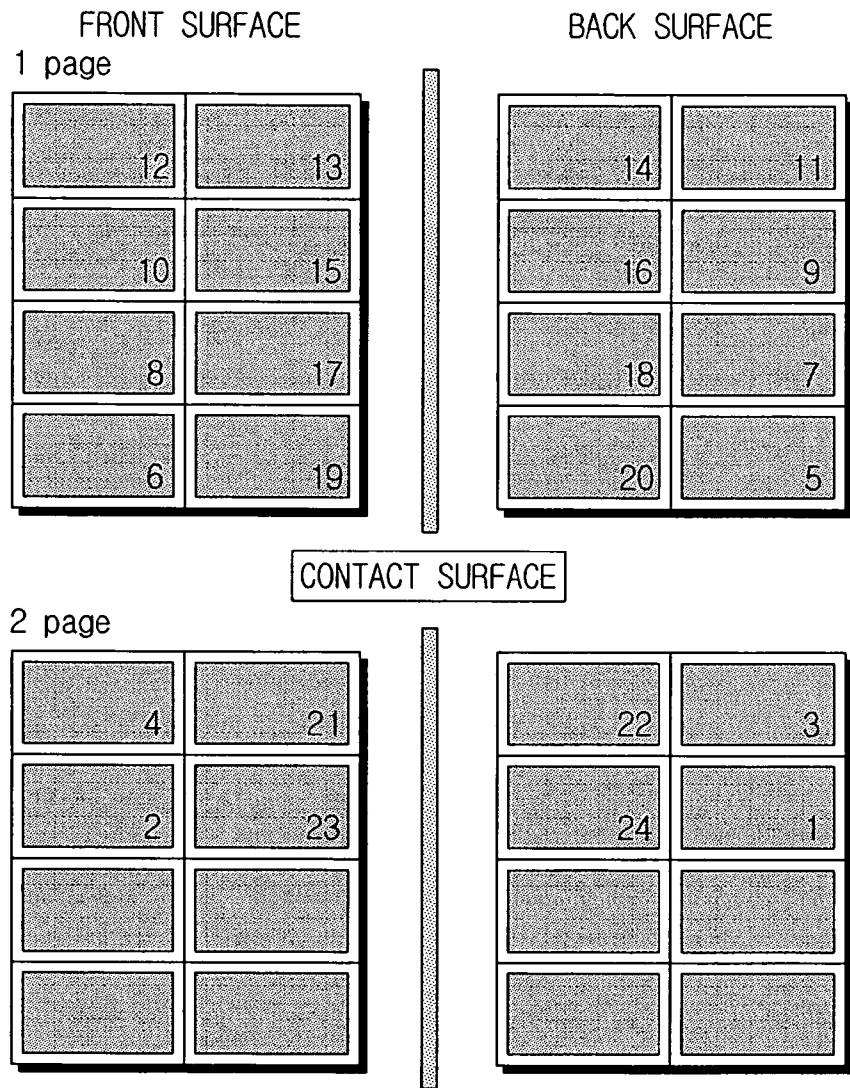 FRONT SURFACE BACK SURFACE
1 page
12 13 14 11
10 15 16 9
8 17 18 7
6 19 20 5
CONTACT SURFACE
2 page
4 21 22 3
2 23 24 1